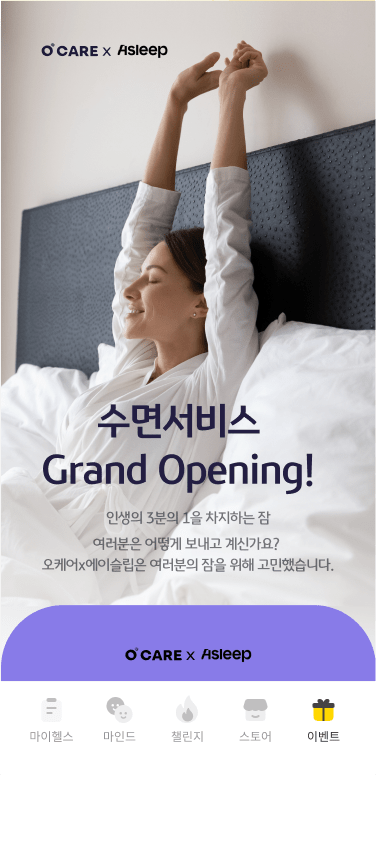 O'CARE x Asleep
수면서비스
Grand Opening!
인생의 3분의 1을 차지하는 잠
여러분은 어떻게 보내고 계신가요?
오케어x에이슬립은 여러분의 잠을 위해 고민했습니다.
O'CARE x Asleep
마이헬스 마인드 챌린지 스토어 이벤트